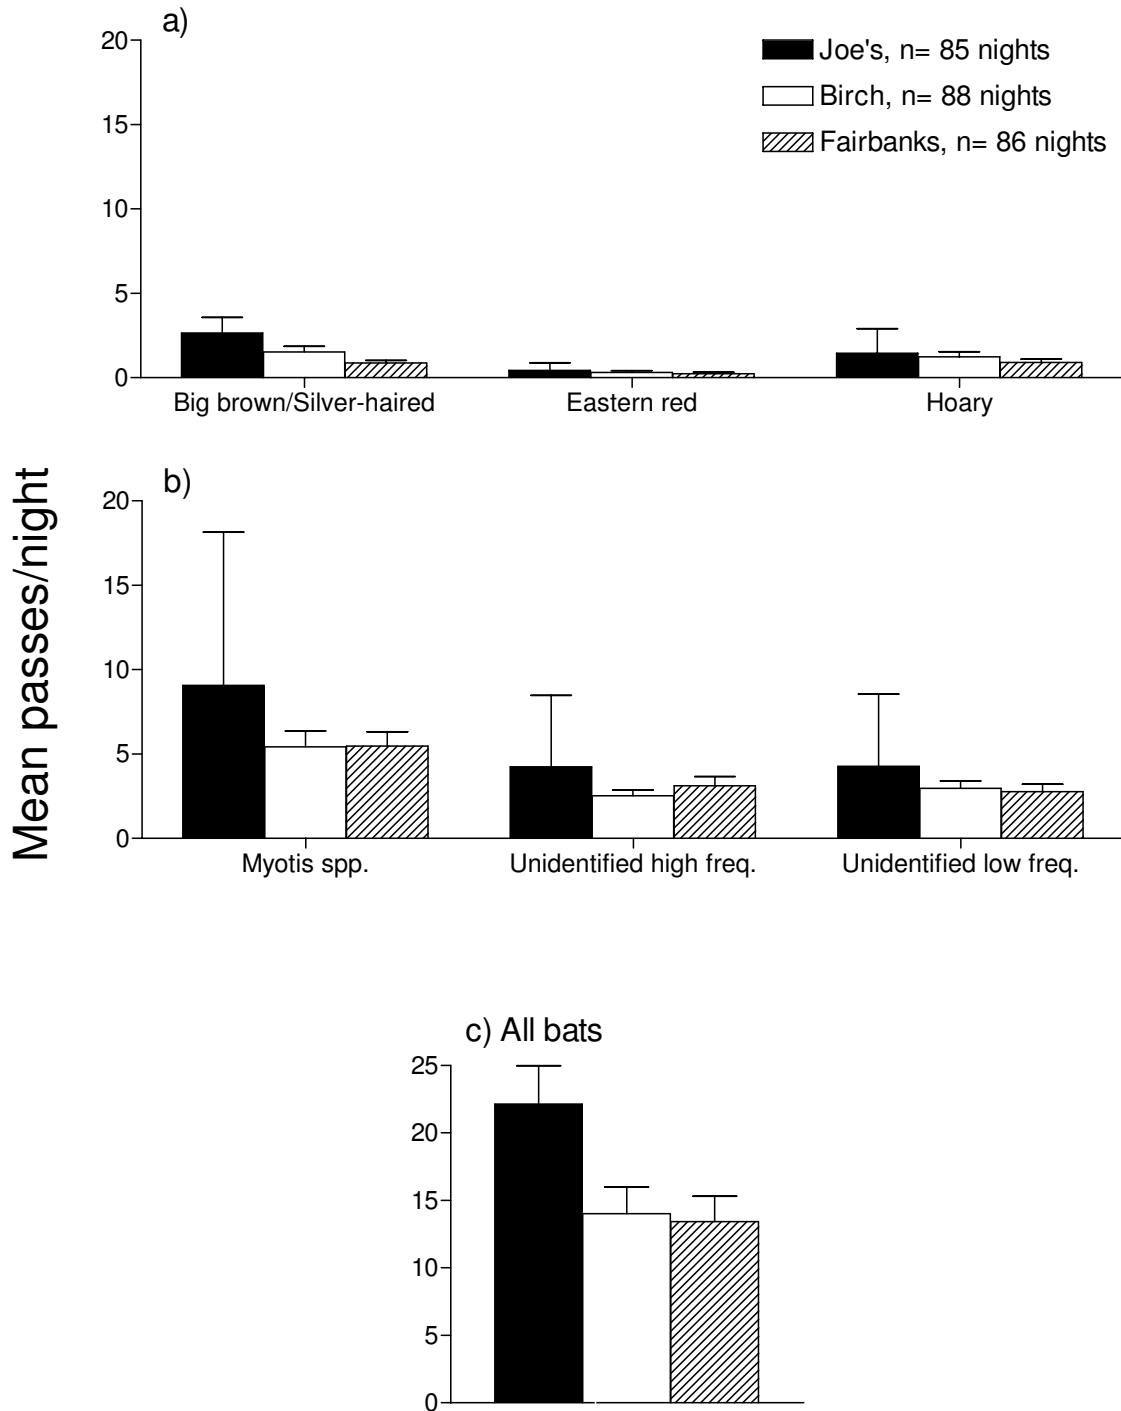 a)
20
15
10
5
0
Joe's, n= 85 nights
Birch, n= 88 nights
Fairbanks, n= 86 nights
Big brown/Silver-haired
Eastern red
Hoary
Mean passes/night
b)
20
15
10
5
0
Myotis spp.
Unidentified high freq.
Unidentified low freq.
c) All bats
25
20
15
10
5
0